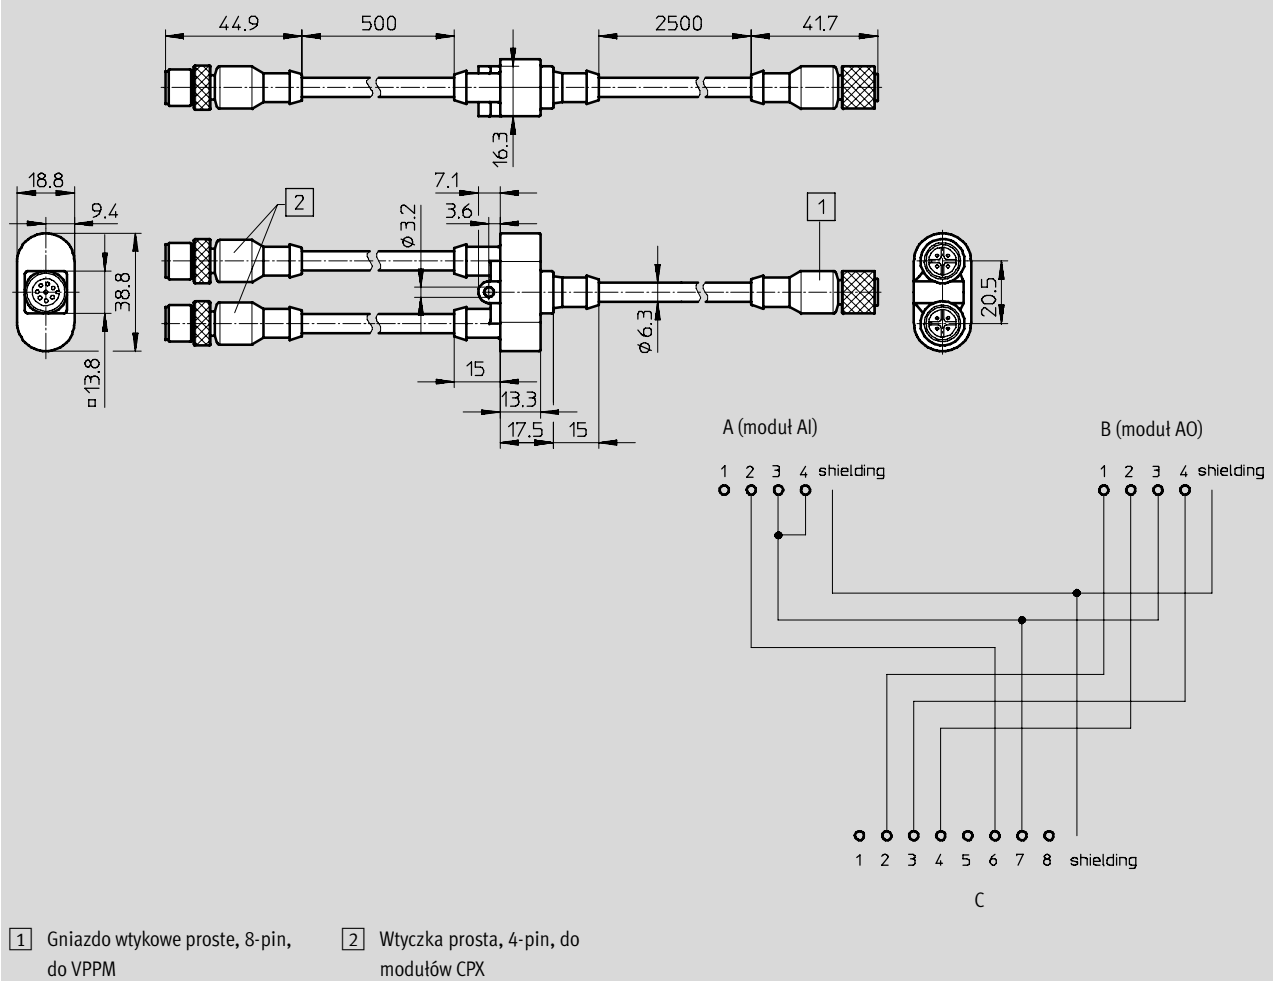 44.9 500 2500 41.7
16.3
18.8
9.4
38.8
□ 13.8
2
7.1
3.6
ø 3.2
1
ø 6.3
20.5
15
13.3
17.5 15
A (moduł AI)
B (moduł AO)
1 2 3 4 shielding
1 2 3 4 shielding
1 2 3 4 5 6 7 8 shielding
C
1 Gniazdo wtykowe proste, 8-pin,
do VPPM
2 Wtyczka prosta, 4-pin, do
modułów CPX